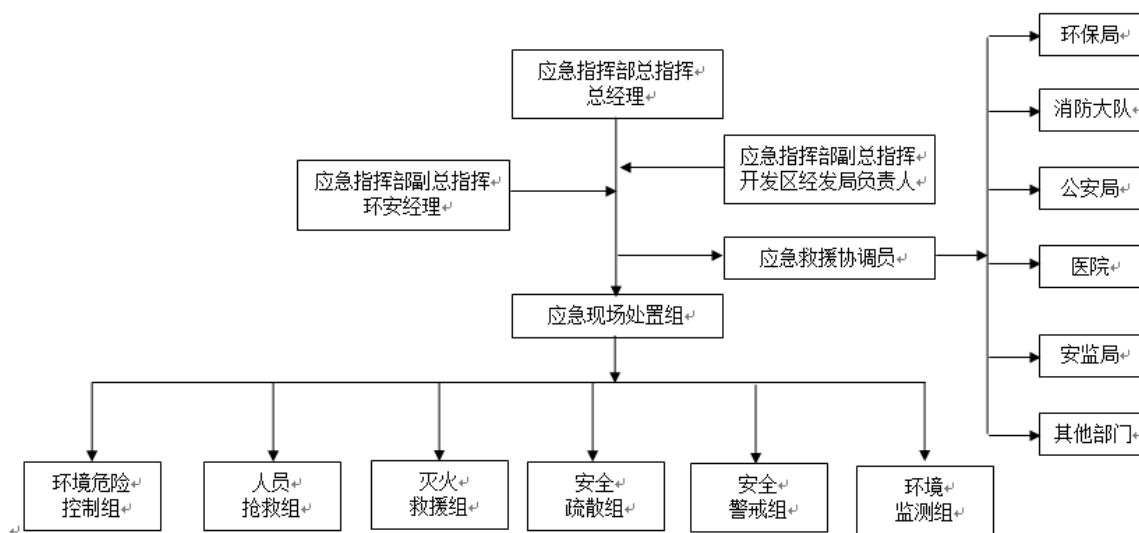 环保局
应急指挥部总指挥
总经理
消防大队
应急指挥部副总指挥
开发区经发局负责人
应急指挥部副总指挥
环安经理
公安局
应急救援协调员
医院
应急现场处置组
安监局
其他部门
环境危险
控制组
人员
抢救组
灭火
救援组
安全
疏散组
安全
警戒组
环境
监测组